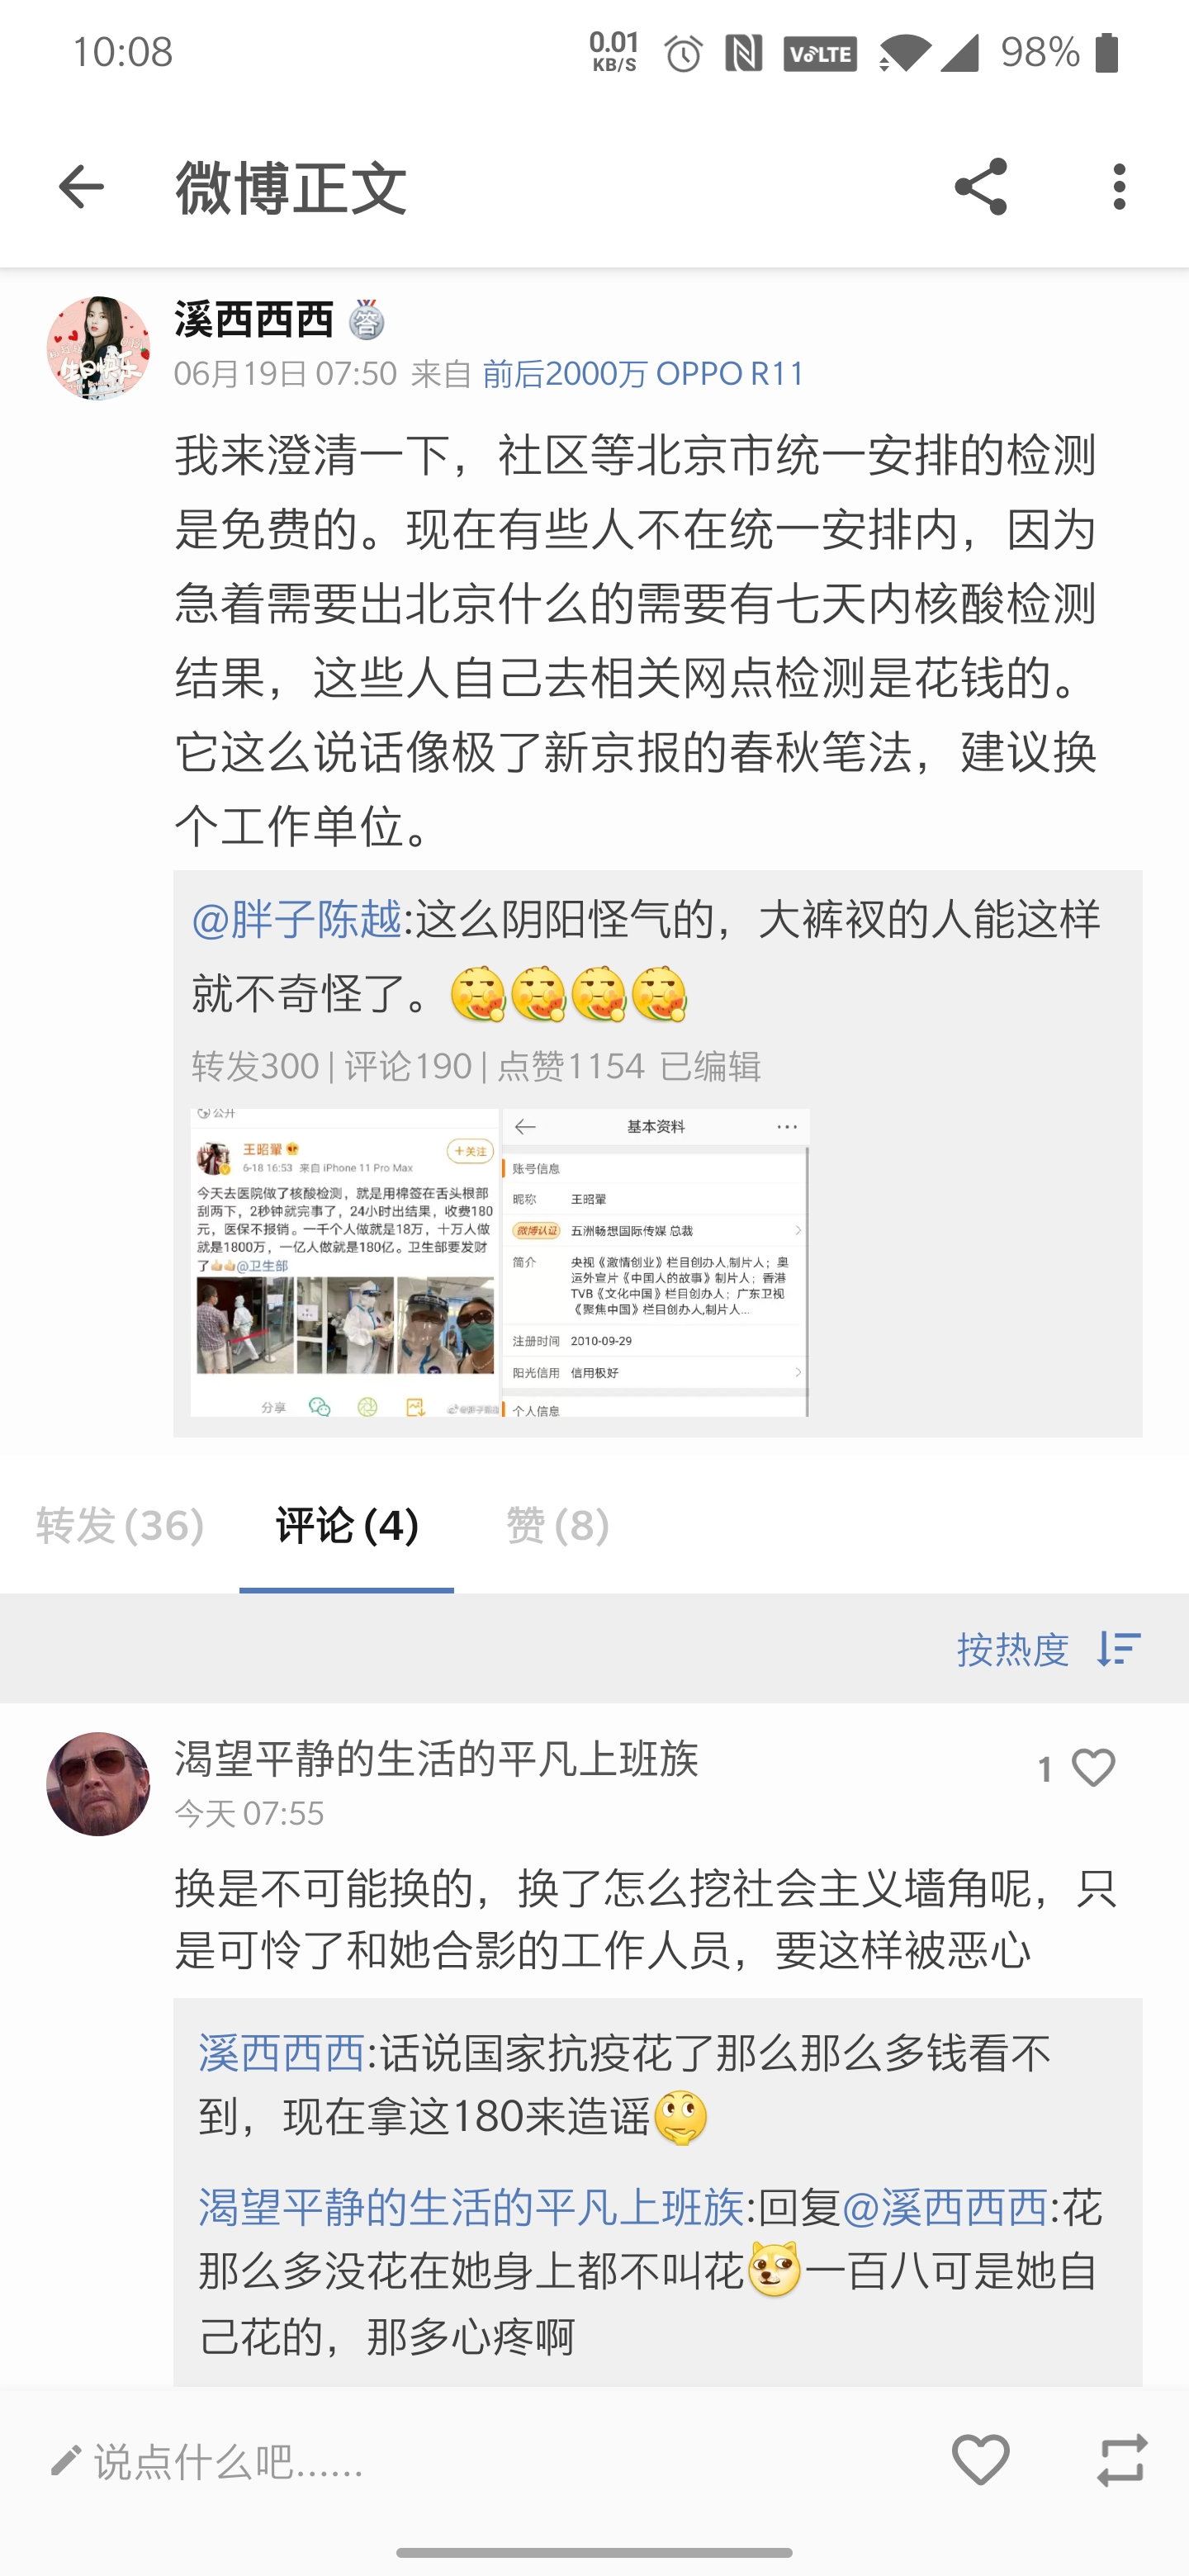 10:08
0.01
KB/S
VoLTE
98%
微博正文
溪西西西 答
06月19日 07:50 来自 前后2000万 OPPO R11
我来澄清一下，社区等北京市统一安排的检测
是免费的。现在有些人不在统一安排内，因为
急着需要出北京什么的需要有七天内核酸检测
结果，这些人自己去相关网点检测是花钱的。
它这么说话像极了新京报的春秋笔法，建议换
个工作单位。
@胖子陈越:这么阴阳怪气的，大裤衩的人能这样
就不奇怪了。
转发300 | 评论190 | 点赞1154 已编辑
公开
王昭翬
+关注
6-18 16:53 来自 iPhone 11 Pro Max
今天去医院做了核酸检测，就是用棉签在舌头根部
刮两下，2秒钟就完事了，24小时出结果，收费180
元，医保不报销。一千个人做就是18万，十万人做
就是1800万，一亿人做就是180亿。卫生部要发财
了👍👍@卫生部
分享
基本资料
账号信息
昵称 王昭翬
微博认证 五洲畅想国际传媒 总裁
简介 央视《激情创业》栏目创办人,制片人；奥
运外宣片《中国人的故事》制片人；香港
TVB《文化中国》栏目创办人；广东卫视
《聚焦中国》栏目创办人,制片人...
注册时间 2010-09-29
阳光信用 信用极好
个人信息
转发(36) 评论(4) 赞(8)
按热度
渴望平静的生活的平凡上班族
1
今天 07:55
换是不可能换的，换了怎么挖社会主义墙角呢，只
是可怜了和她合影的工作人员，要这样被恶心
溪西西西:话说国家抗疫花了那么那么多钱看不
到，现在拿这180来造谣
渴望平静的生活的平凡上班族:回复@溪西西西:花
那么多没花在她身上都不叫花一百八可是她自
己花的，那多心疼啊
说点什么吧......